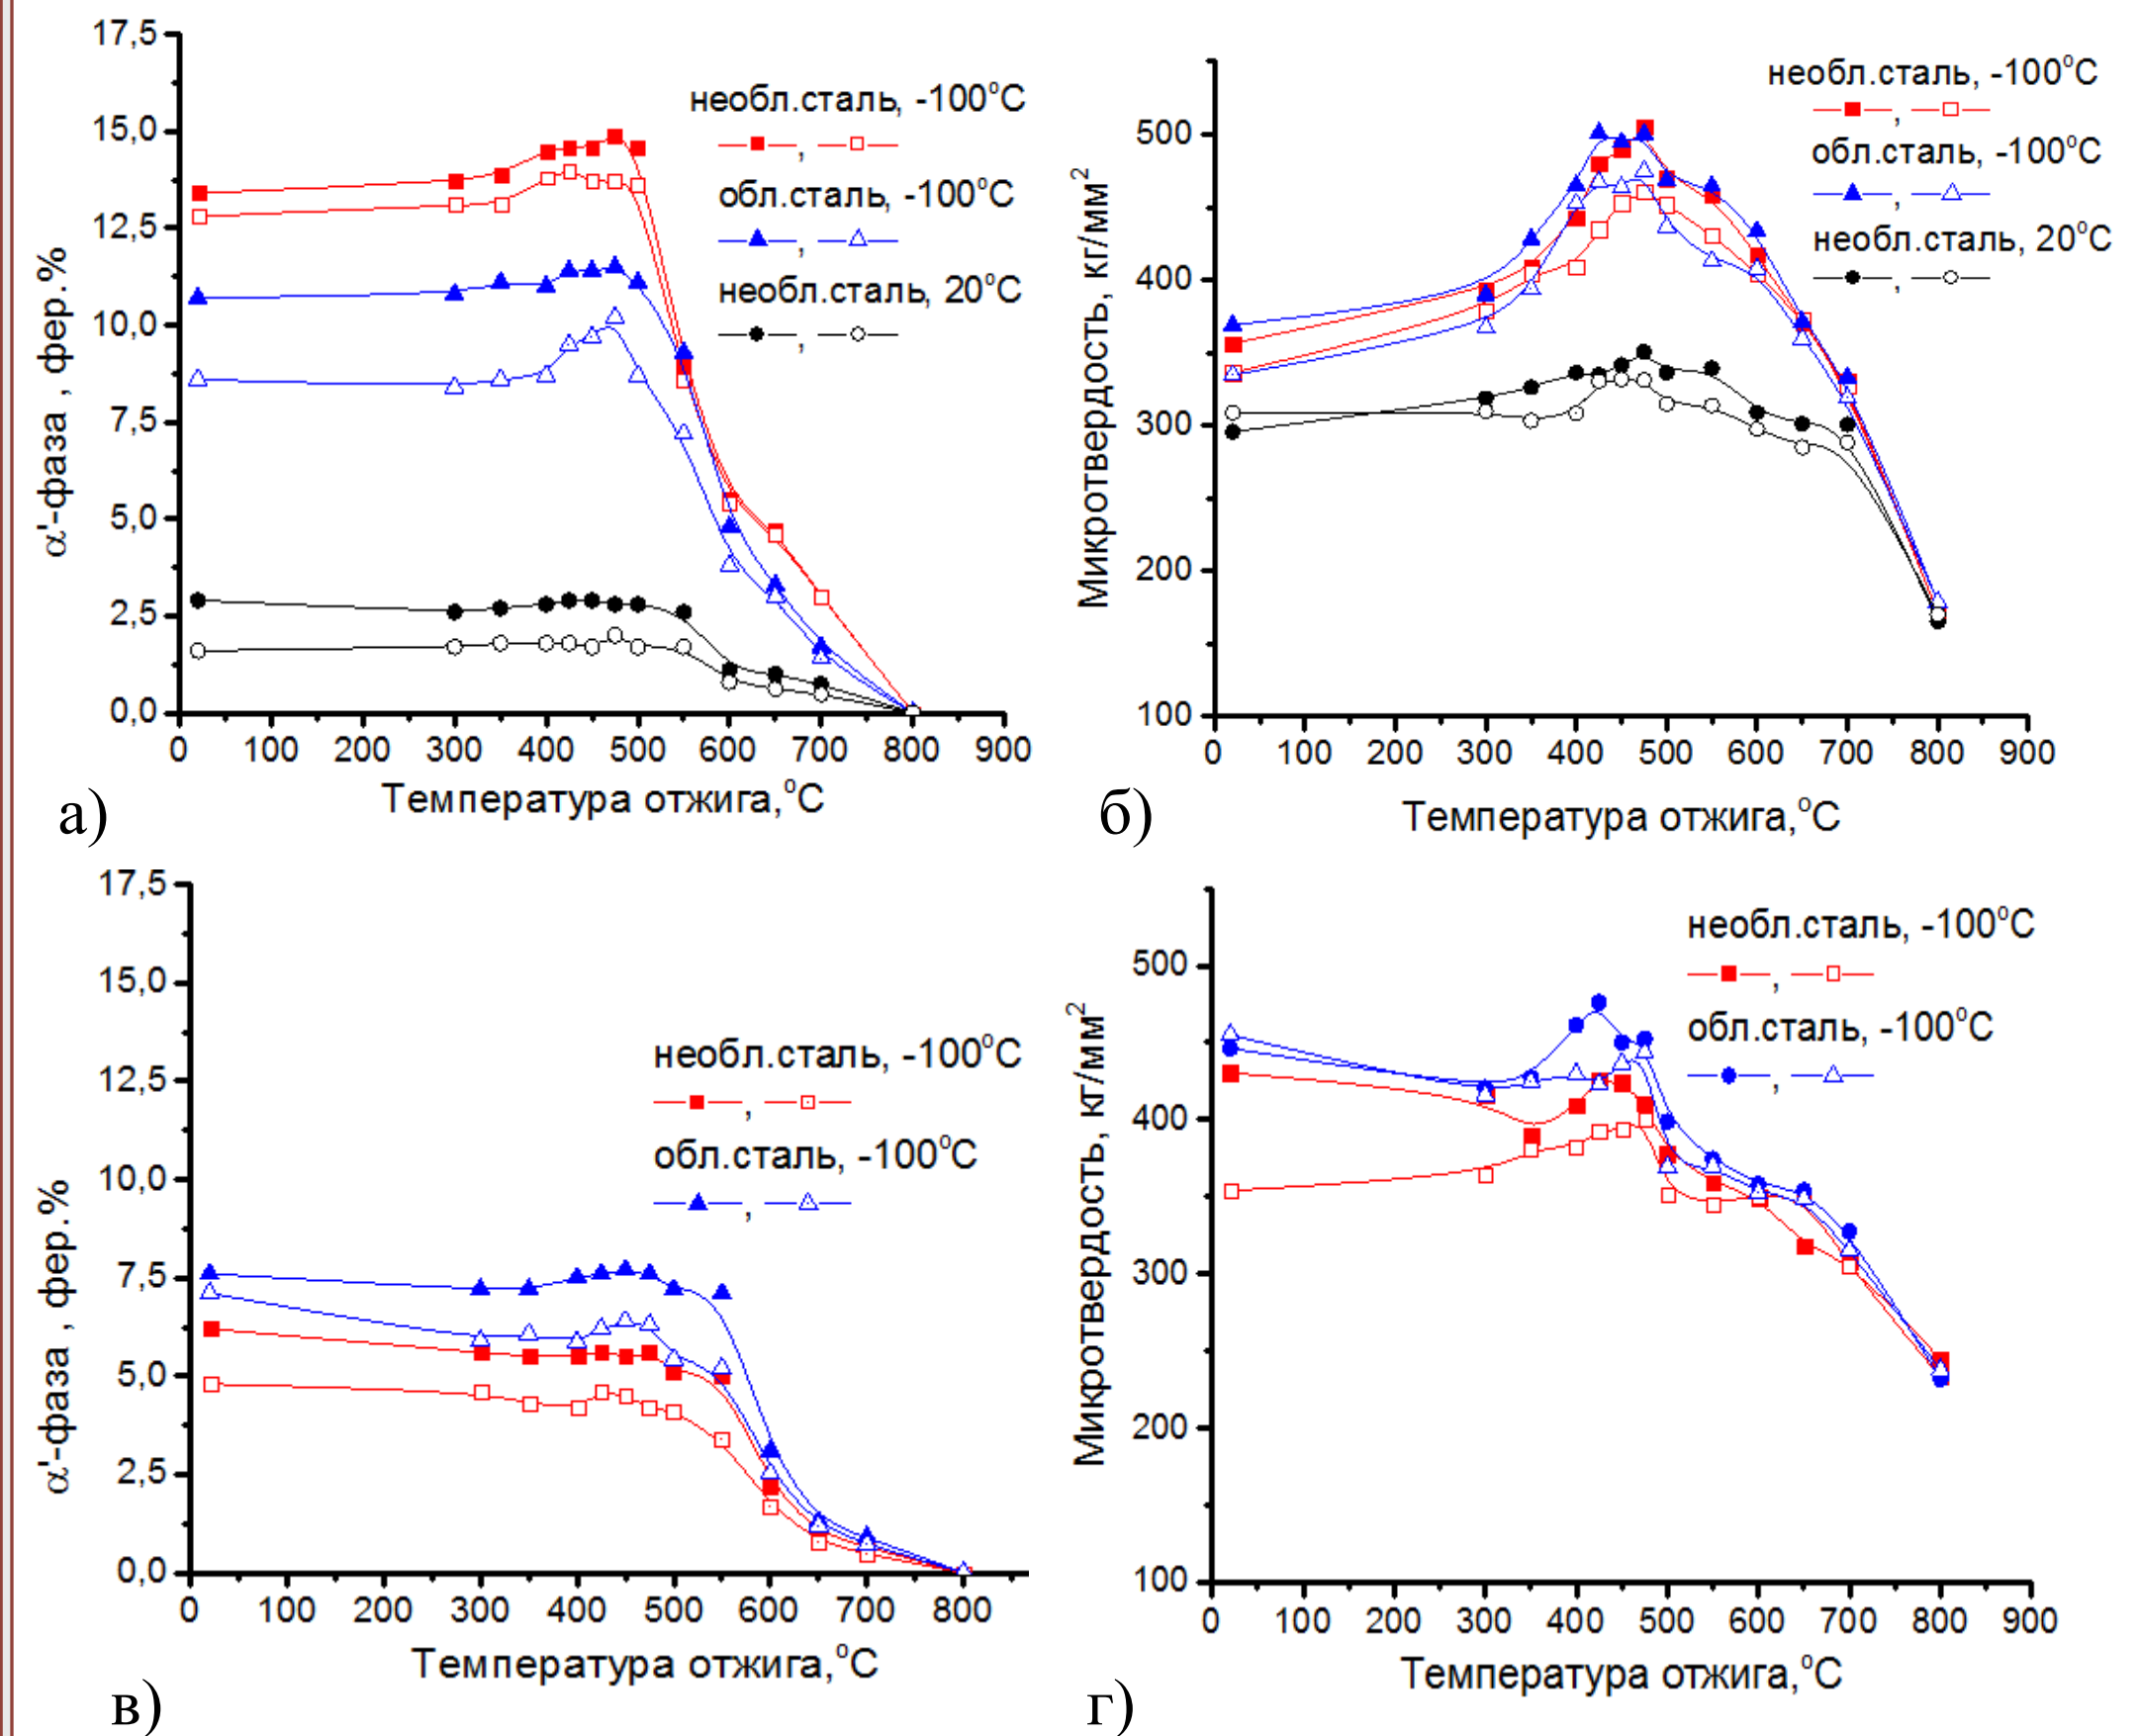 17,5
15,0
12,5
10,0
7,5
5,0
2,5
0,0
α'-фаза , фер.%
необл.сталь, -100°C
,
обл.сталь, -100°C
,
необл.сталь, 20°C
,
0 100 200 300 400 500 600 700 800 900
Температура отжига,°C
а)
500
400
300
200
100
Микротвердость, кг/мм²
необл.сталь, -100°C
,
обл.сталь, -100°C
,
необл.сталь, 20°C
,
0 100 200 300 400 500 600 700 800 900
Температура отжига,°C
б)
17,5
15,0
12,5
10,0
7,5
5,0
2,5
0,0
α'-фаза , фер.%
необл.сталь, -100°C
,
обл.сталь, -100°C
,
0 100 200 300 400 500 600 700 800
Температура отжига,°C
в)
500
400
300
200
100
Микротвердость, кг/мм²
необл.сталь, -100°C
,
обл.сталь, -100°C
,
0 100 200 300 400 500 600 700 800 900
Температура отжига,°C
г)